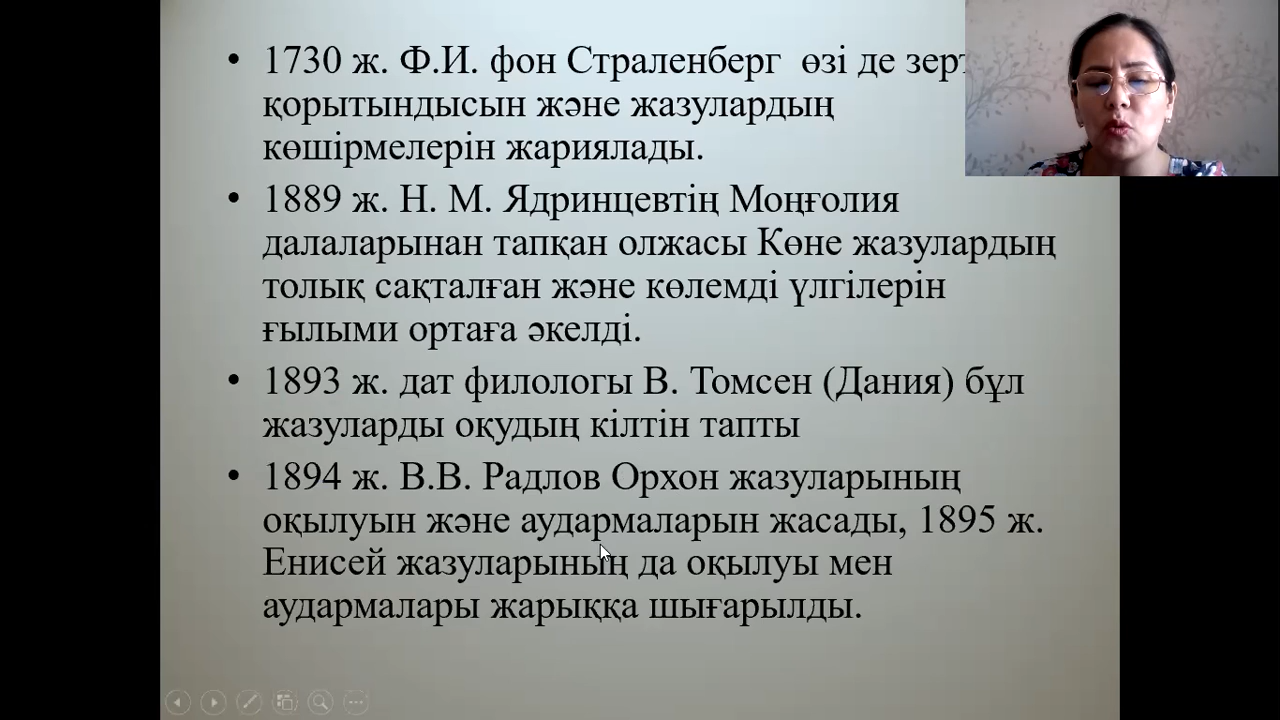 • 1730 ж. Ф.И. фон Страленберг өзі де
қорытындысын және жазулардың
көшірмелерін жариялады.
• 1889 ж. Н. М. Ядринцевтің Моңғолия
далаларынан тапқан олжасы Көне жазулардың
толық сақталған және көлемді үлгілерін
ғылыми ортаға әкелді.
• 1893 ж. дат филологы В. Томсен (Дания) бұл
жазуларды оқудың кілтін тапты
• 1894 ж. В.В. Радлов Орхон жазуларының
оқылуын және аудармаларын жасады, 1895 ж.
Енисей жазуларының да оқылуы мен
аудармалары жарыққа шығарылды.